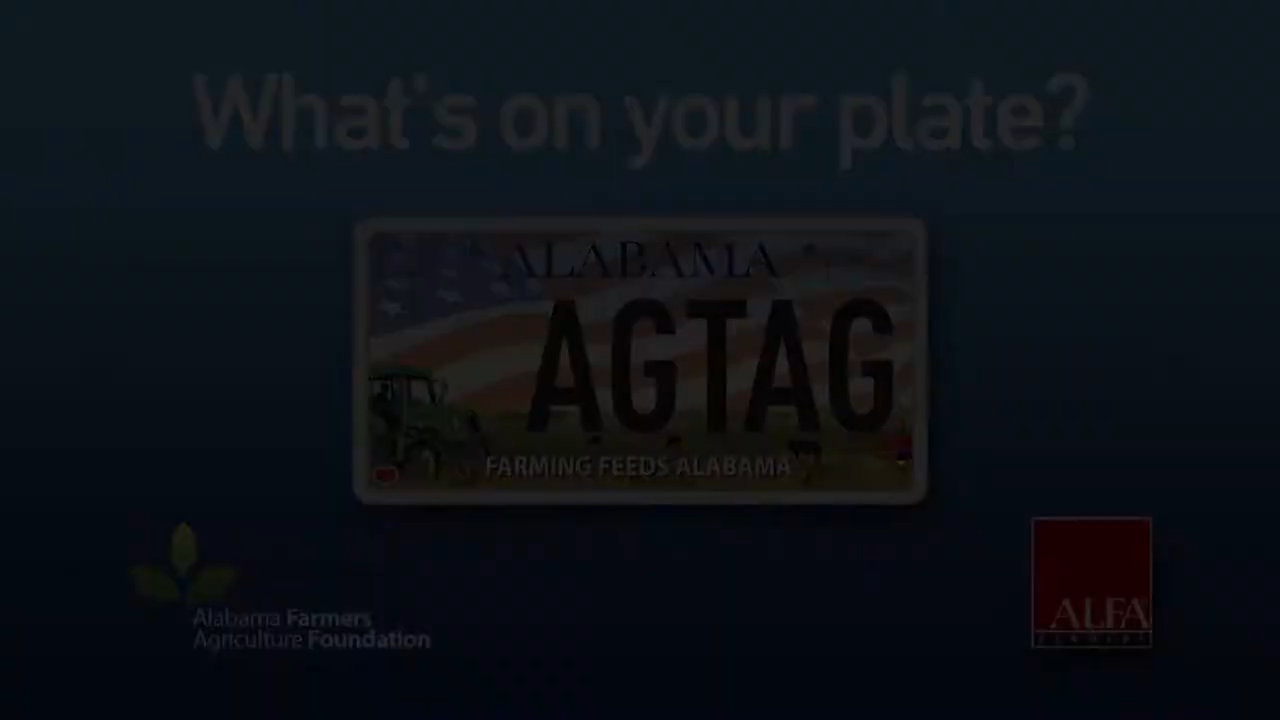 What's on your plate?
ALABAMA
AGTAG
FARMING FEEDS ALABAMA
Alabama Farmers
Agriculture Foundation
ALFA